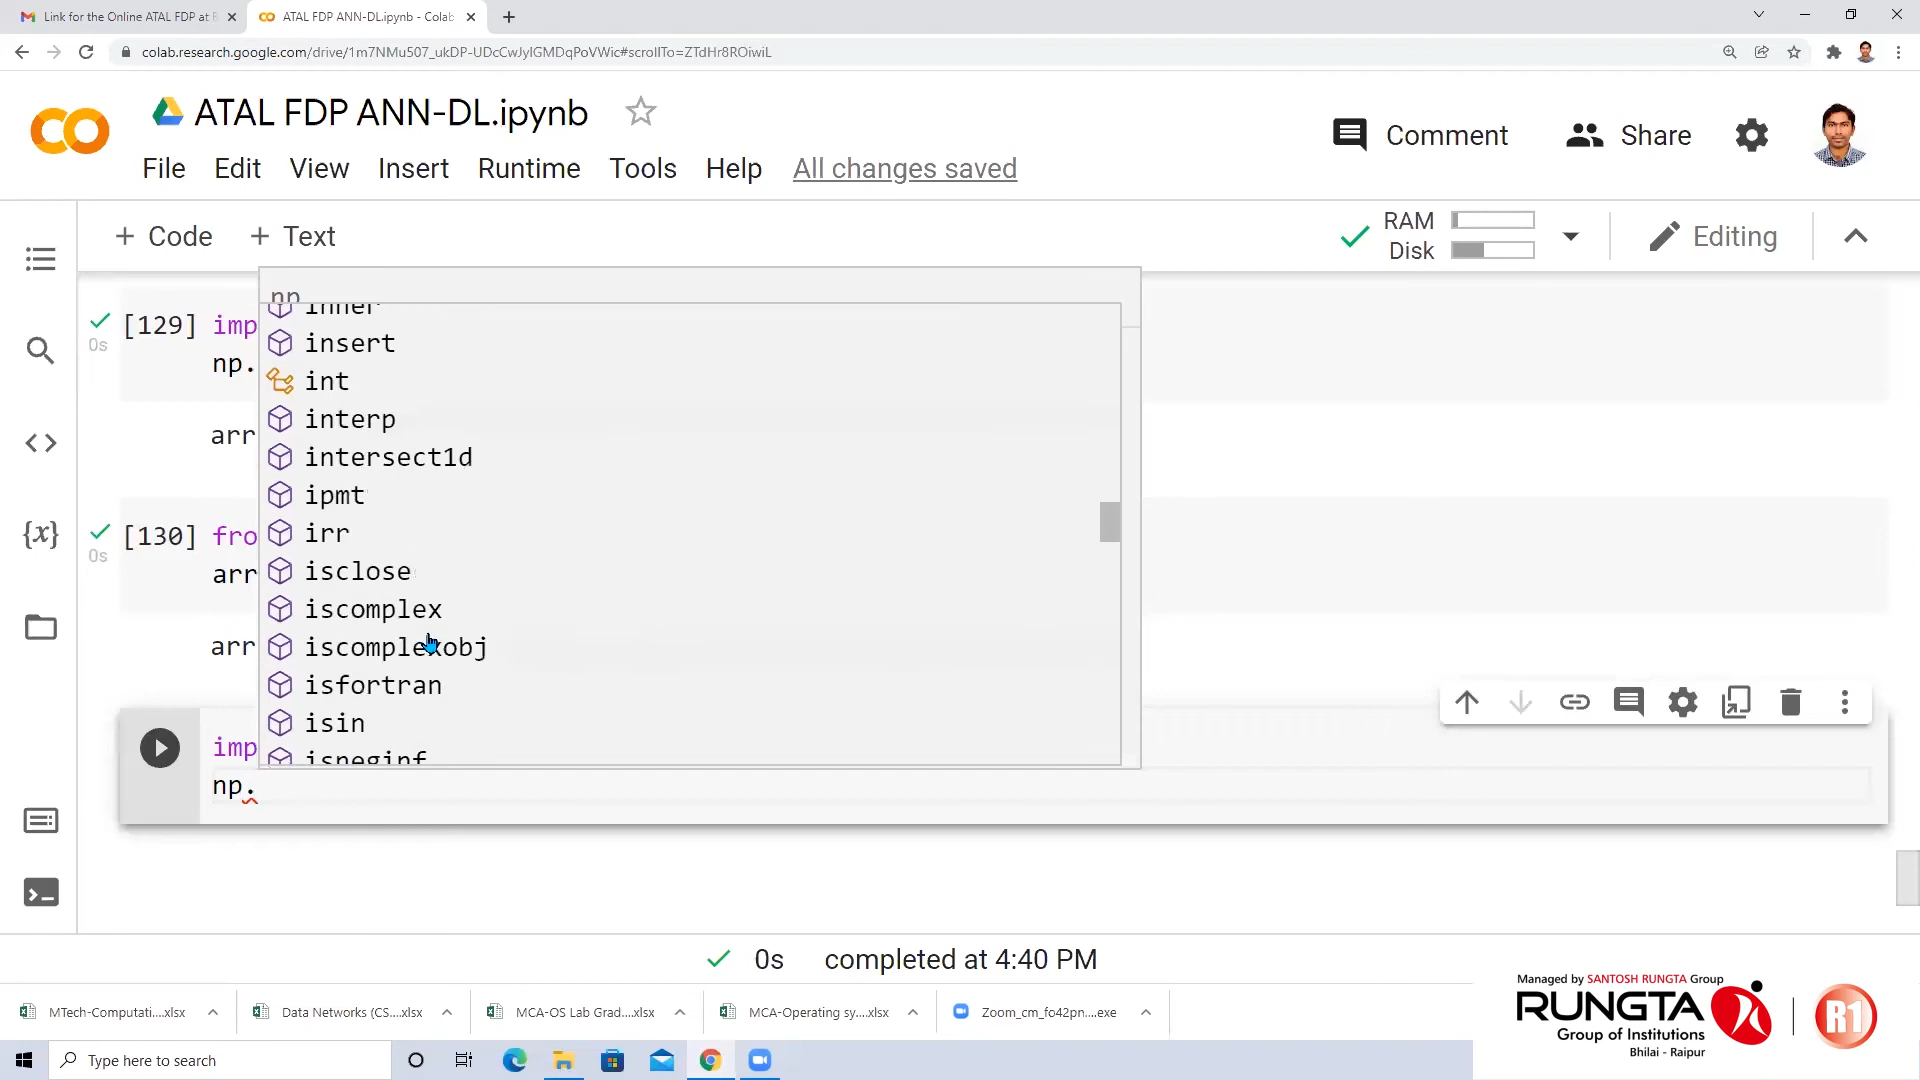 Link for the Online ATAL FDP at
ATAL FDP ANN-DL.ipynb - Colab
colab.research.google.com/drive/1m7NMu507_ukDP-UDcCwJyIGMDqPoVWic#scrollTo=ZTdHr8ROiwiL
ATAL FDP ANN-DL.ipynb
Comment
Share
File Edit View Insert Runtime Tools Help All changes saved
+ Code + Text
RAM
Disk
Editing
np
inner
[129] imp
0s
insert
np.
int
interp
arr
intersect1d
ipmt
[130] fro
0s
irr
arr
isclose
iscomplex
arr
iscomplexobj
isfortran
isin
imp
isneginf
np.
0s completed at 4:40 PM
MTech-Computati....xlsx
Data Networks (CS....xlsx
MCA-OS Lab Grad....xlsx
MCA-Operating sy....xlsx
Zoom_cm_fo42pn....exe
Managed by SANTOSH RUNGTA Group
RUNGTA
Group of Institutions
Bhilai - Raipur
R1
Type here to search